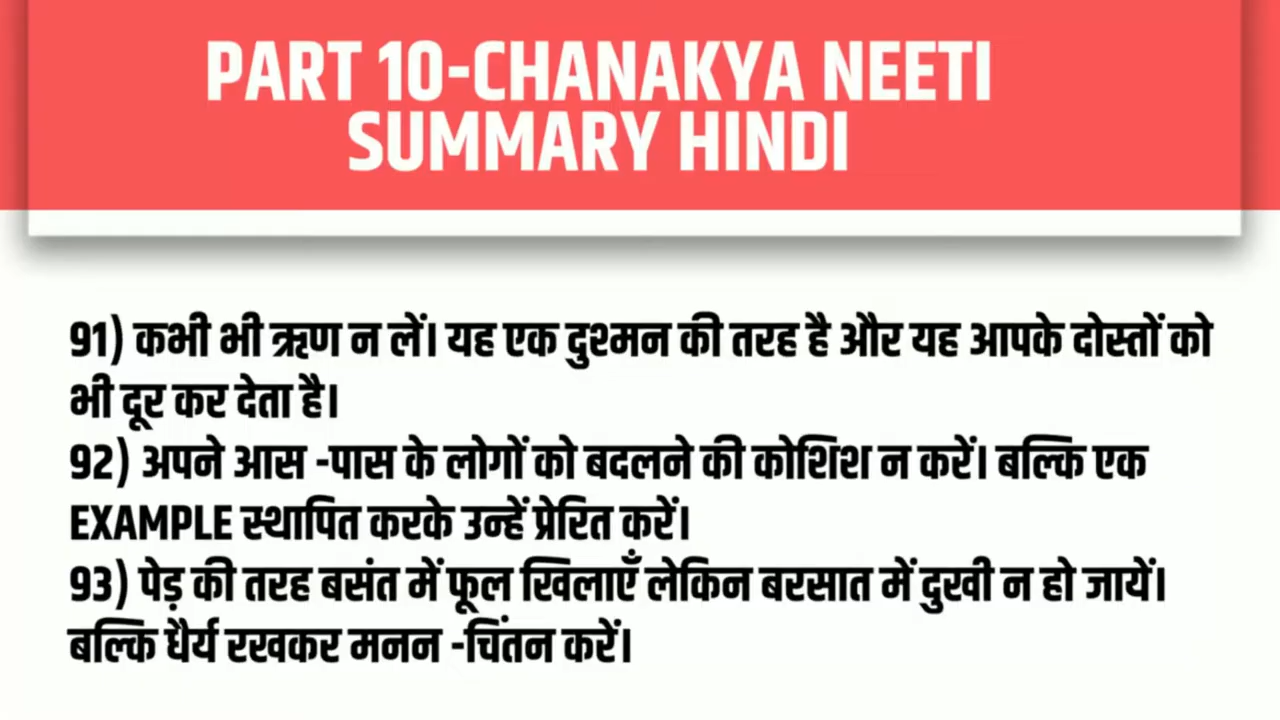 PART 10-CHANAKYA NEETI
SUMMARY HINDI
91) कभी भी ऋण न लें। यह एक दुश्मन की तरह है और यह आपके दोस्तों को
भी दूर कर देता है।
92) अपने आस -पास के लोगों को बदलने की कोशिश न करें। बल्कि एक
EXAMPLE स्थापित करके उन्हें प्रेरित करें।
93) पेड़ की तरह बसंत में फूल खिलाएँ लेकिन बरसात में दुखी न हो जायें।
बल्कि धैर्य रखकर मनन -चिंतन करें।